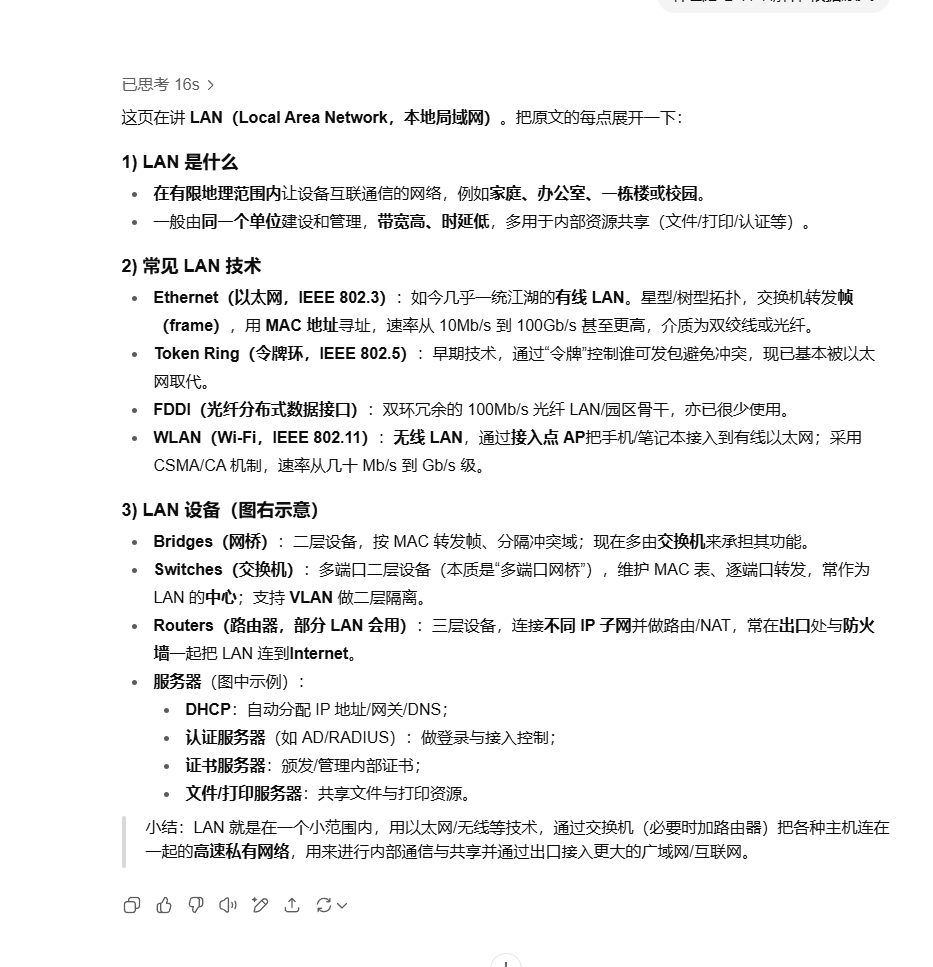 已思考 16s
这页在讲 LAN（Local Area Network，本地局域网）。把原文的每点展开一下：
1) LAN 是什么
• 在有限地理范围内让设备互联通信的网络，例如家庭、办公室、一栋楼或校园。
• 一般由同一个单位建设和管理，带宽高、时延低，多用于内部资源共享（文件/打印/认证等）。
2) 常见 LAN 技术
• Ethernet（以太网，IEEE 802.3）：如今几乎一统江湖的有线 LAN。星型/树型拓扑，交换机转发帧
（frame），用 MAC 地址寻址，速率从 10Mb/s 到 100Gb/s 甚至更高，介质为双绞线或光纤。
• Token Ring（令牌环，IEEE 802.5）：早期技术，通过“令牌”控制谁可发包避免冲突，现已基本被以太
网取代。
• FDDI（光纤分布式数据接口）：双环冗余的 100Mb/s 光纤 LAN/园区骨干，亦已很少使用。
• WLAN（Wi-Fi，IEEE 802.11）：无线 LAN，通过接入点 AP把手机/笔记本接入到有线以太网；采用
CSMA/CA 机制，速率从几十 Mb/s 到 Gb/s 级。
3) LAN 设备（图右示意）
• Bridges（网桥）：二层设备，按 MAC 转发帧、分隔冲突域；现在多由交换机来承担其功能。
• Switches（交换机）：多端口二层设备（本质是“多端口网桥”），维护 MAC 表、逐端口转发，常作为
LAN 的中心；支持 VLAN 做二层隔离。
• Routers（路由器，部分 LAN 会用）：三层设备，连接不同 IP 子网并做路由/NAT，常在出口处与防火
墙一起把 LAN 连到Internet。
• 服务器（图中示例）：
• DHCP：自动分配 IP 地址/网关/DNS；
• 认证服务器（如 AD/RADIUS）：做登录与接入控制；
• 证书服务器：颁发/管理内部证书；
• 文件/打印服务器：共享文件与打印资源。
小结：LAN 就是在一个小范围内，用以太网/无线等技术，通过交换机（必要时加路由器）把各种主机连在
一起的高速私有网络，用来进行内部通信与共享并通过出口接入更大的广域网/互联网。